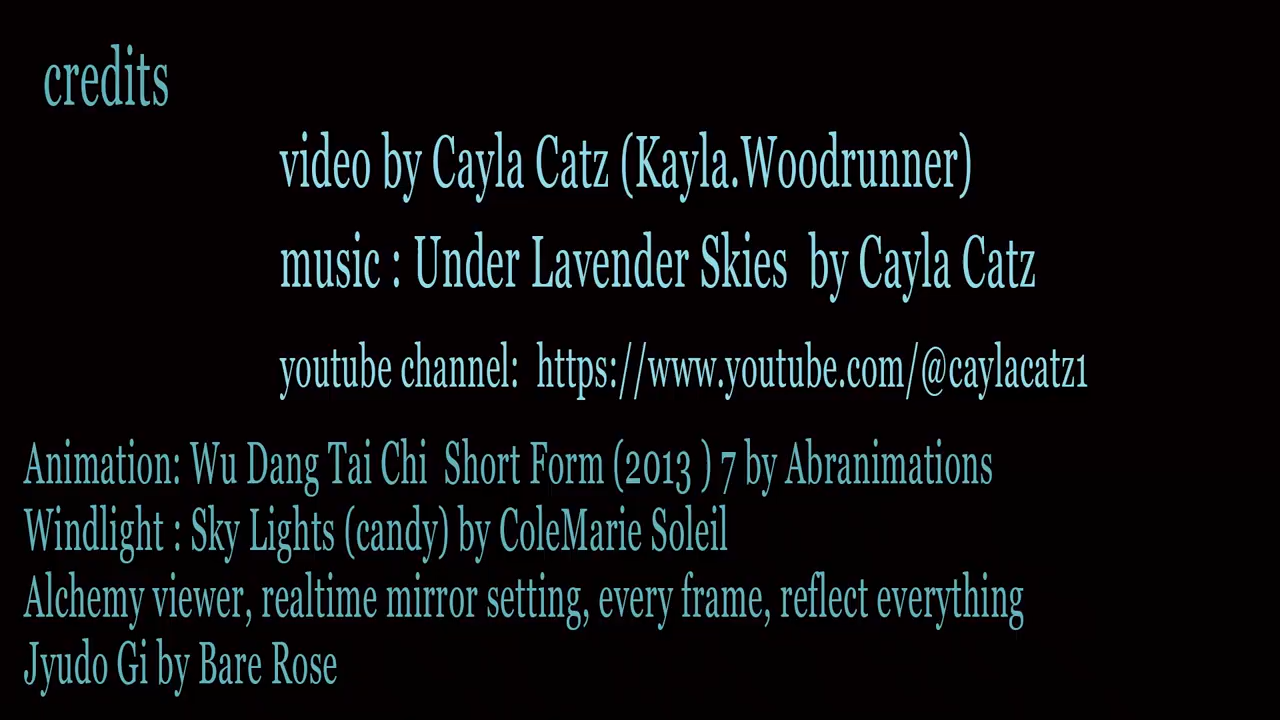 credits
video by Cayla Catz (Kayla.Woodrunner)
music : Under Lavender Skies  by Cayla Catz
youtube channel:  https://www.youtube.com/@caylacatz1
Animation: Wu Dang Tai Chi  Short Form (2013 ) 7 by Abranimations
Windlight : Sky Lights (candy) by ColeMarie Soleil
Alchemy viewer, realtime mirror setting, every frame, reflect everything
Jyudo Gi by Bare Rose